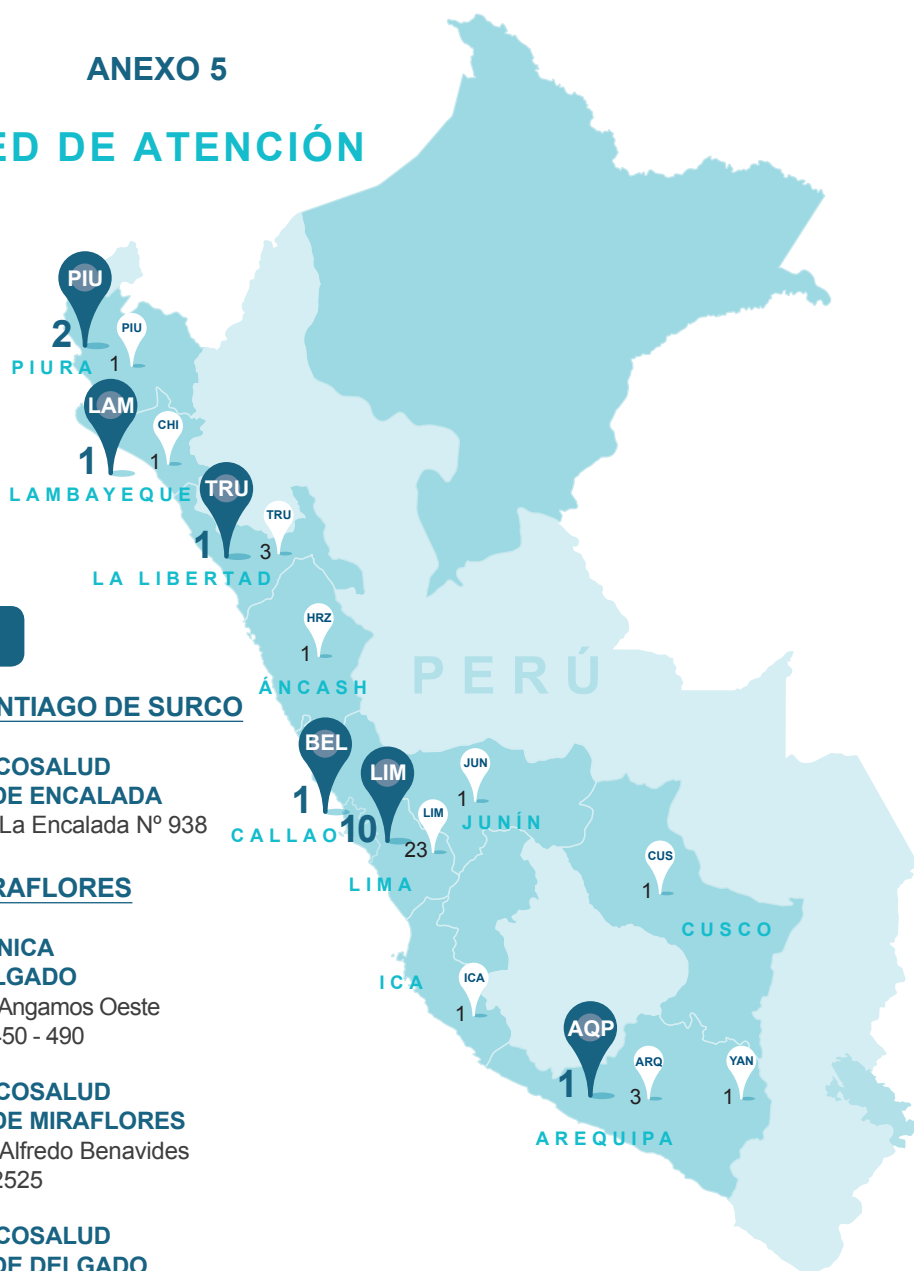 ANEXO 5
ED DE ATENCIÓN
PIU
2
PIURA
PIU
1
LAM
1
LAMBAYEQUE
CHI
1
TRU
1
LA LIBERTAD
TRU
3
HRZ
1
ÁNCASH
PERÚ
BEL
1
CALLAO
LIM
10
LIMA
LIM
23
JUN
1
JUNÍN
CUS
1
CUSCO
ICA
ICA
1
AQP
1
AREQUIPA
ARQ
3
YAN
1
NTIAGO DE SURCO
COSALUD
DE ENCALADA
La Encalada Nº 938
RAFLORES
NICA
LGADO
Angamos Oeste
450 - 490
COSALUD
DE MIRAFLORES
Alfredo Benavides
2525
COSALUD
DE DELGADO